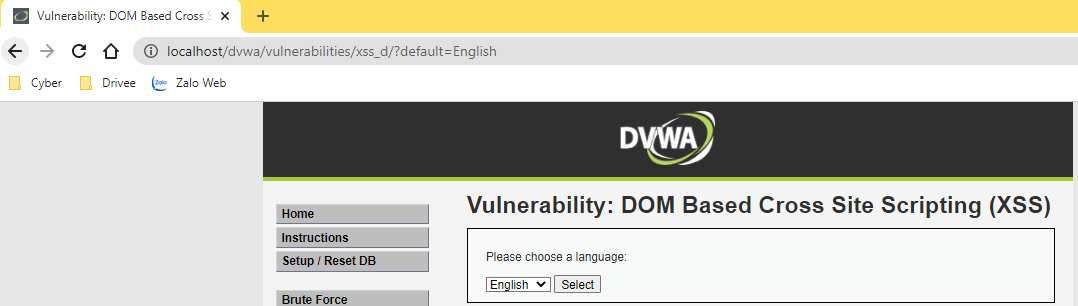 Vulnerability: DOM Based Cross S
localhost/dvwa/vulnerabilities/xss_d/?default=English
Cyber Drivee Zalo Zalo Web
DVWA
Home
Instructions
Setup / Reset DB
Brute Force
Vulnerability: DOM Based Cross Site Scripting (XSS)
Please choose a language:
English Select